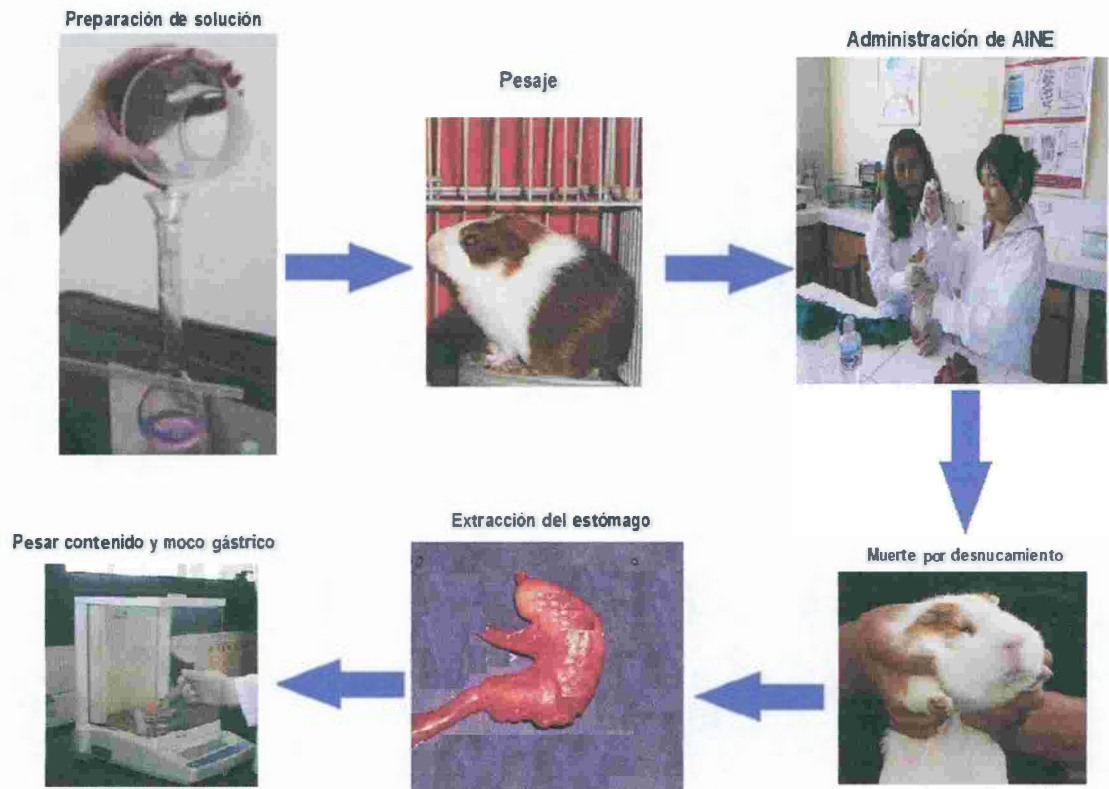 Preparación de solución
Pesaje
Administración de AINE
Muerte por desnucamiento
Extracción del estómago
Pesar contenido y moco gástrico